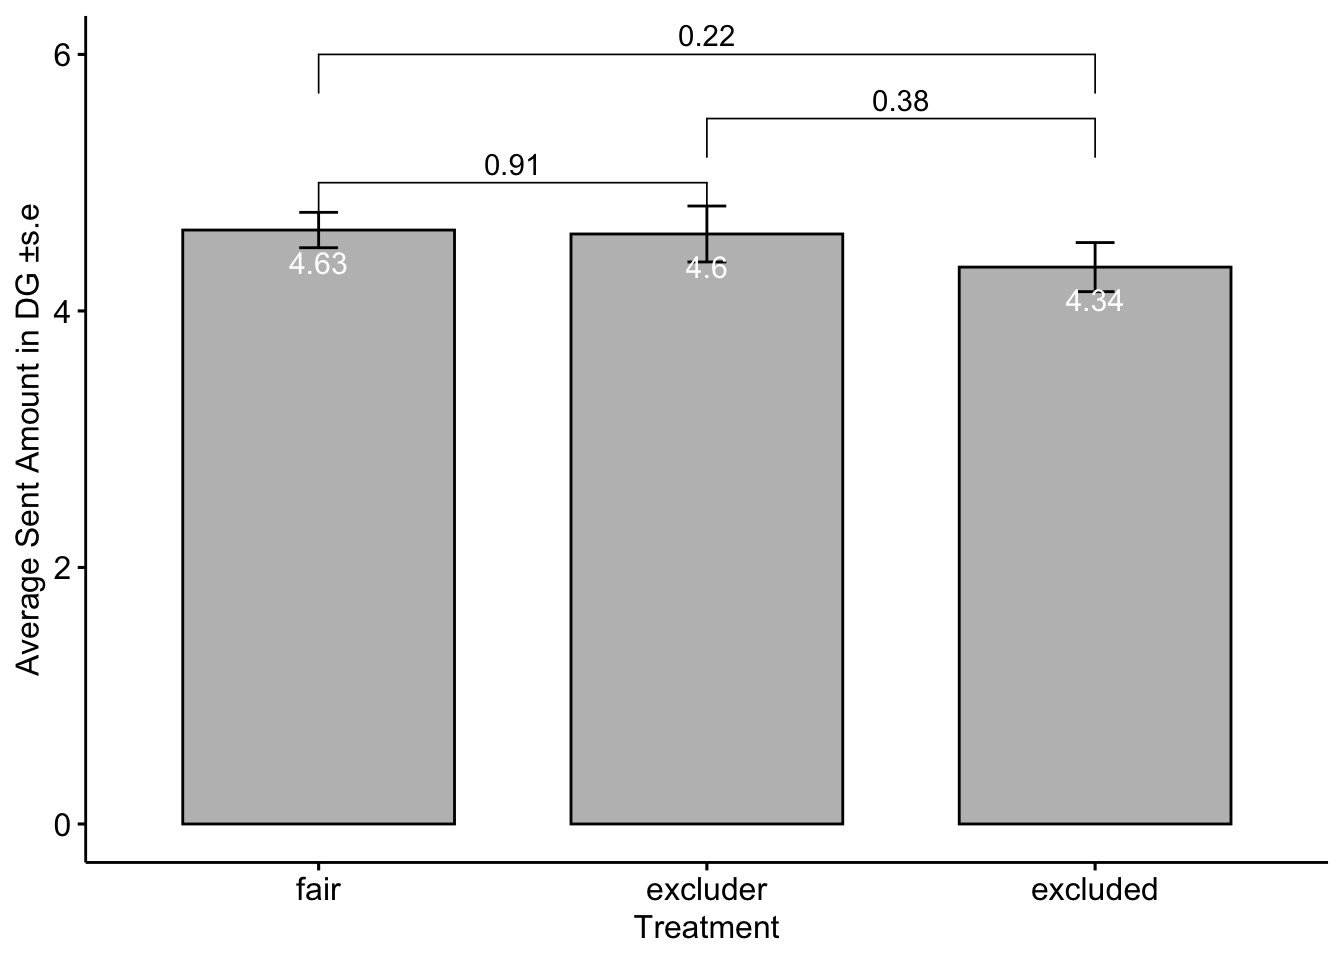 Average Sent Amount in DG ±s.e
6
4
2
0
0.22
0.38
0.91
4.63
4.6
4.34
fair
excluder
excluded
Treatment